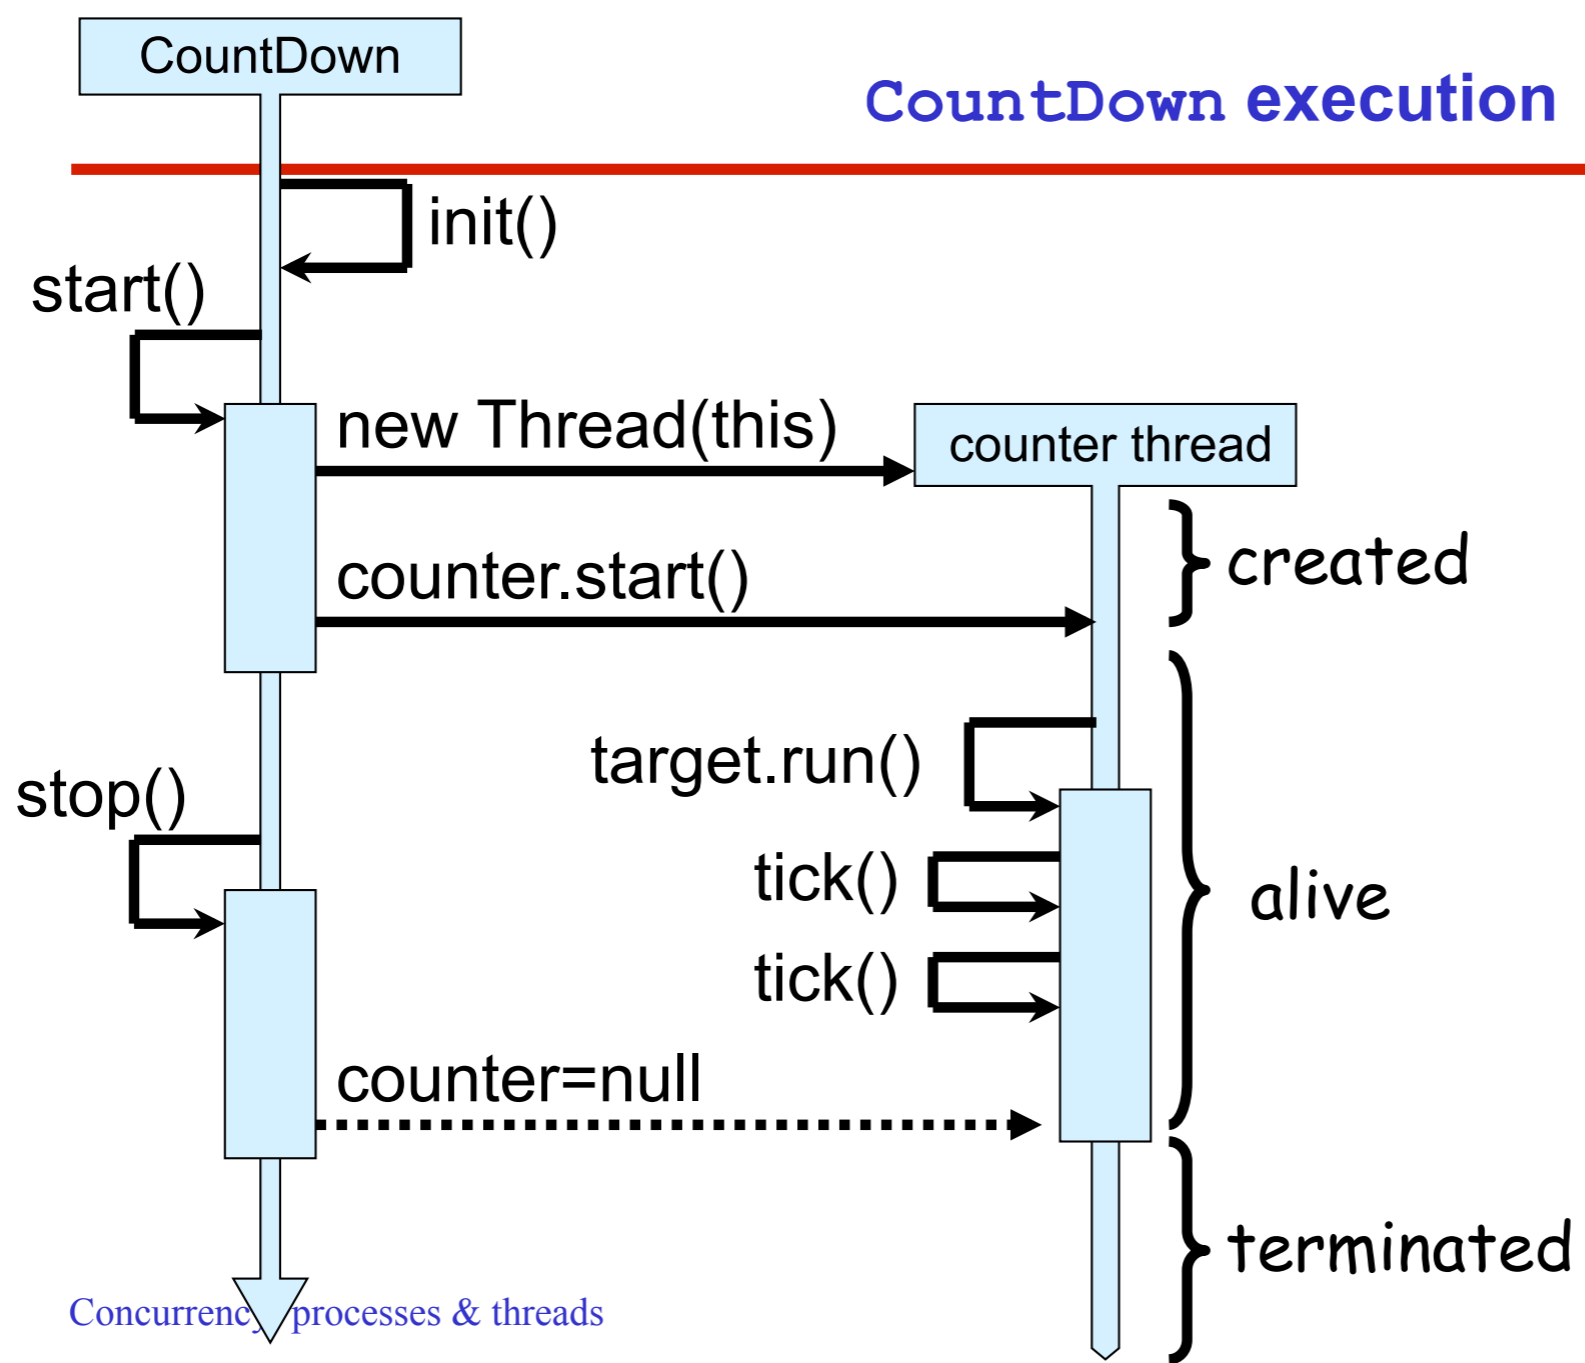 CountDown
CountDown execution
init()
start()
new Thread(this)
counter thread
created
counter.start()
target.run()
stop()
tick()
alive
tick()
counter=null
terminated
Concurrency processes & threads